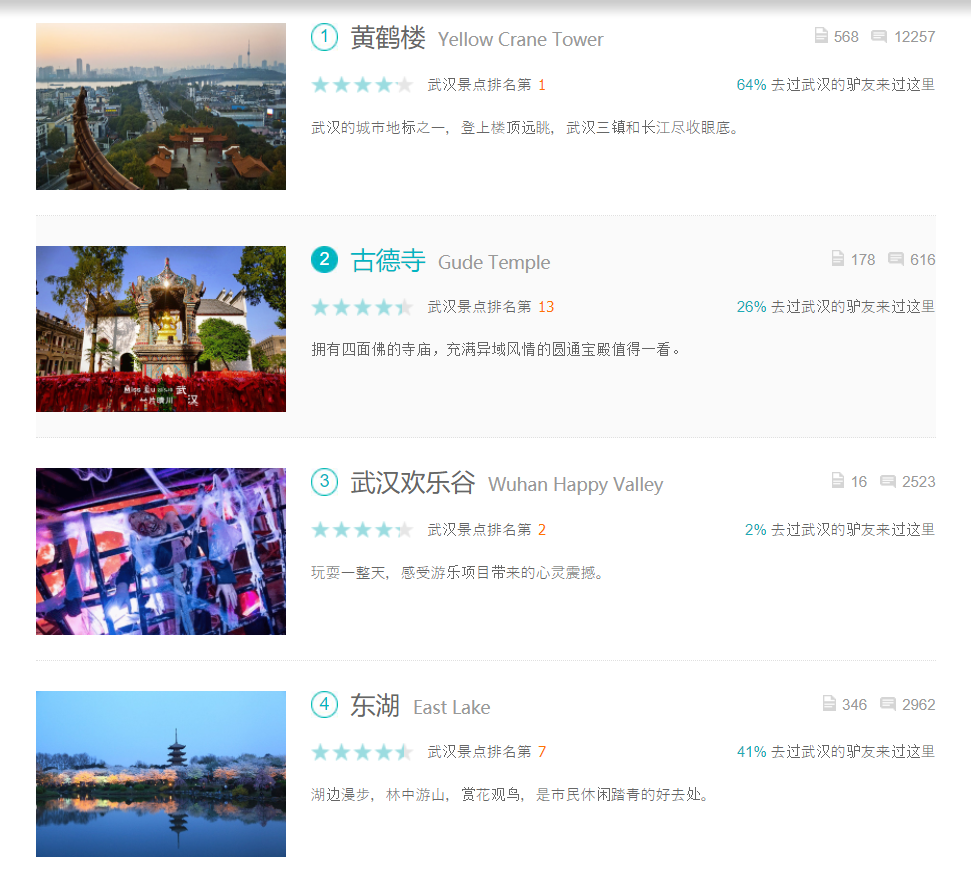 1 黄鹤楼 Yellow Crane Tower 568 12257
武汉景点排名第 1 64% 去过武汉的驴友来过这里
武汉的城市地标之一，登上楼顶远眺，武汉三镇和长江尽收眼底。
2 古德寺 Gude Temple 178 616
武汉景点排名第 13 26% 去过武汉的驴友来过这里
拥有四面佛的寺庙，充满异域风情的圆通宝殿值得一看。
武
汉
3 武汉欢乐谷 Wuhan Happy Valley 16 2523
武汉景点排名第 2 2% 去过武汉的驴友来过这里
玩耍一整天，感受游乐项目带来的心灵震撼。
4 东湖 East Lake 346 2962
武汉景点排名第 7 41% 去过武汉的驴友来过这里
湖边漫步，林中游山，赏花观鸟，是市民休闲踏青的好去处。